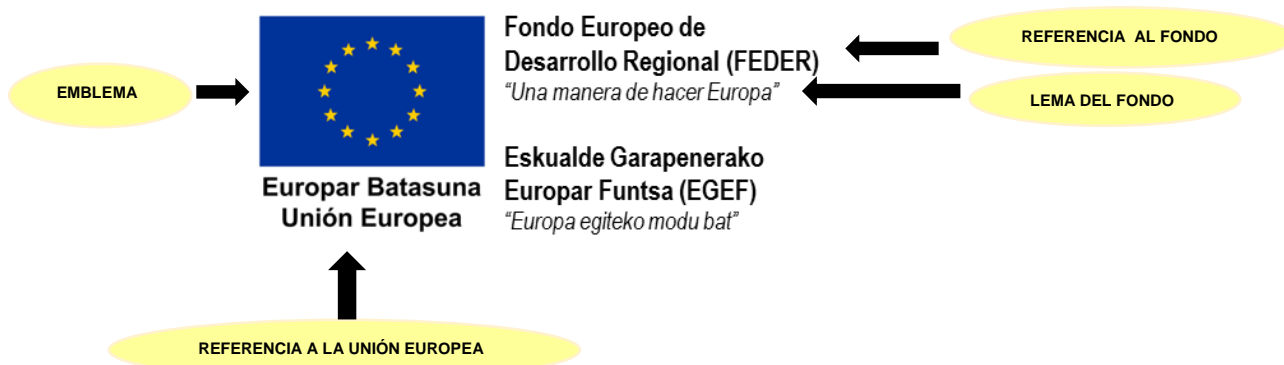 EMBLEMA
Europar Batasuna
Unión Europea
Fondo Europeo de
Desarrollo Regional (FEDER)
“Una manera de hacer Europa”
Eskualde Garapenerako
Europar Funtsa (EGEF)
“Europa egiteko modu bat”
REFERENCIA AL FONDO
LEMA DEL FONDO
REFERENCIA A LA UNIÓN EUROPEA